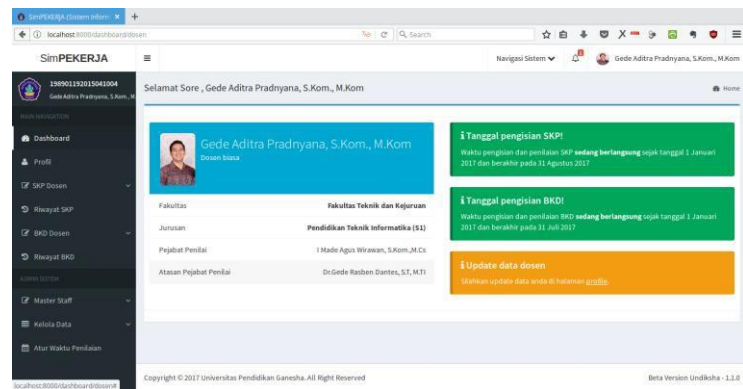 SimPEKERJA (Sistem Inform
localhost:8000/dashboard/dosen
Search
SimPEKERJA
Navigasi Sistem
Gede Aditra Pradnyana, S.Kom., M.Kom
198901192015041004
Gede Aditra Pradnyana, S.Kom., M
Selamat Sore , Gede Aditra Pradnyana, S.Kom., M.Kom
Home
MAIN NAVIGATION
Dashboard
Profil
SKP Dosen
Riwayat SKP
BKD Dosen
Riwayat BKD
ADMIN SISTEM
Master Staff
Kelola Data
Atur Waktu Penilaian
Gede Aditra Pradnyana, S.Kom., M.Kom
Dosen biasa
Fakultas Fakultas Teknik dan Kejuruan
Jurusan Pendidikan Teknik Informatika (S1)
Pejabat Penilai I Made Agus Wirawan, S.Kom.,M.Cs
Atasan Pejabat Penilai Dr.Gede Rasben Dantes, S.T, M.TI
Tanggal pengisian SKP!
Waktu pengisian dan penilaian SKP sedang berlangsung sejak tanggal 1 Januari
2017 dan berakhir pada 31 Agustus 2017
Tanggal pengisian BKD!
Waktu pengisian dan penilaian BKD sedang berlangsung sejak tanggal 1 Januari
2017 dan berakhir pada 31 Juli 2017
Update data dosen
Silahkan update data anda di halaman profile.
Copyright © 2017 Universitas Pendidikan Ganesha. All Right Reserved
Beta Version Undiksha - 1.1.0
localhost:8000/dashboard/dosen#